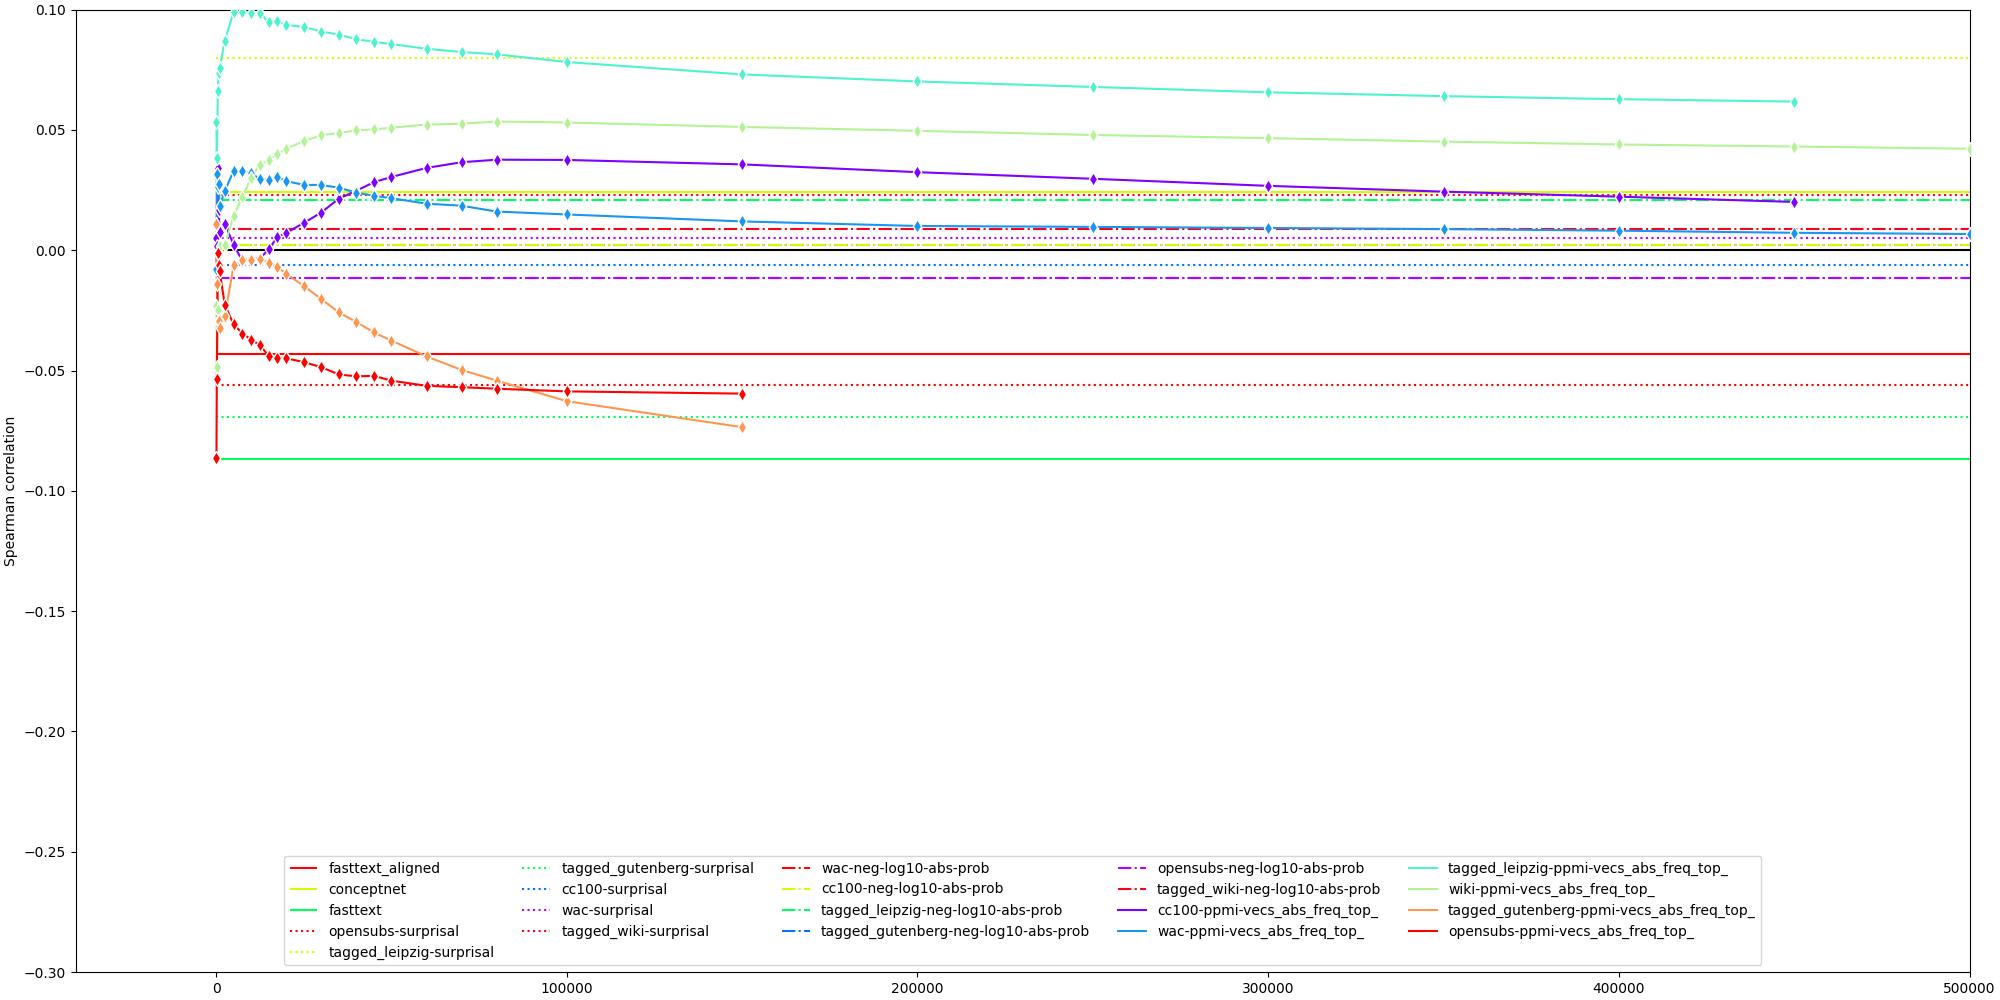 0.10
0.05
0.00
−0.05
−0.10
−0.15
−0.20
−0.25
−0.30
Spearman correlation
0
100000
200000
300000
400000
500000
fasttext_aligned
conceptnet
fasttext
opensubs-surprisal
tagged_leipzig-surprisal
tagged_gutenberg-surprisal
cc100-surprisal
wac-surprisal
tagged_wiki-surprisal
wac-neg-log10-abs-prob
cc100-neg-log10-abs-prob
tagged_leipzig-neg-log10-abs-prob
tagged_gutenberg-neg-log10-abs-prob
opensubs-neg-log10-abs-prob
tagged_wiki-neg-log10-abs-prob
cc100-ppmi-vecs_abs_freq_top_
wac-ppmi-vecs_abs_freq_top_
tagged_leipzig-ppmi-vecs_abs_freq_top_
wiki-ppmi-vecs_abs_freq_top_
tagged_gutenberg-ppmi-vecs_abs_freq_top_
opensubs-ppmi-vecs_abs_freq_top_